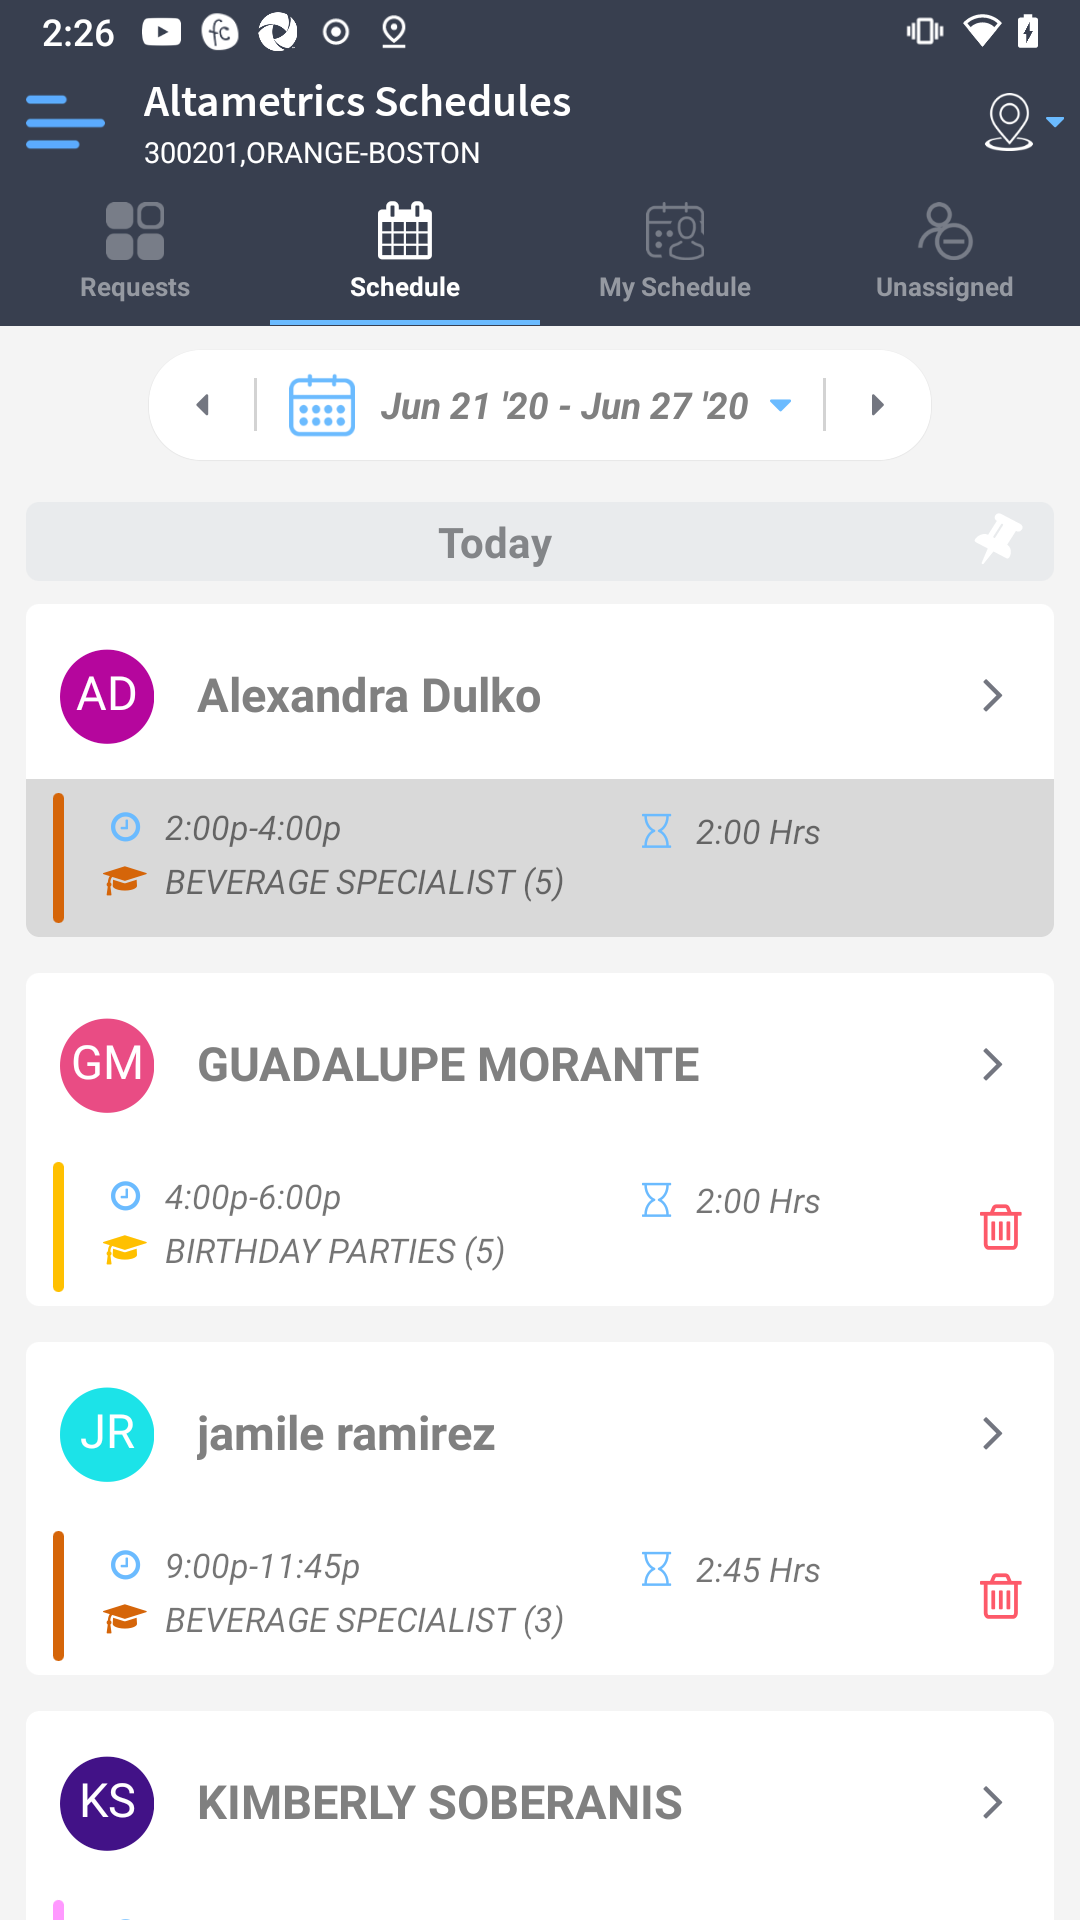 2:26
fc
Altametrics Schedules
300201,ORANGE-BOSTON
Requests
Schedule
My Schedule
Unassigned
Jun 21 '20 - Jun 27 '20
Today
AD
Alexandra Dulko
2:00p-4:00p
2:00 Hrs
BEVERAGE SPECIALIST (5)
GM
GUADALUPE MORANTE
4:00p-6:00p
2:00 Hrs
BIRTHDAY PARTIES (5)
JR
jamile ramirez
9:00p-11:45p
2:45 Hrs
BEVERAGE SPECIALIST (3)
KS
KIMBERLY SOBERANIS